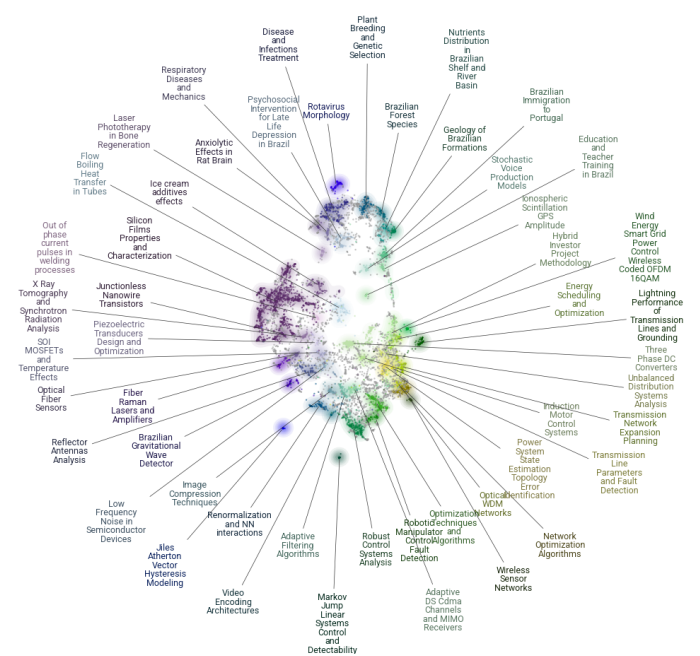 Plant
Breeding
and
Genetic
Selection
Disease
and
Infections
Treatment
Nutrients
Distribution
in
Brazilian
Shelf and
River
Basin
Respiratory
Diseases
and
Mechanics
Psychosocial
Intervention
for Late
Life
Depression
in Brazil
Rotavirus
Morphology
Brazilian
Forest
Species
Brazilian
Immigration
to
Portugal
Laser
Phototherapy
in Bone
Regeneration
Anxiolytic
Effects in
Rat Brain
Geology of
Brazilian
Formations
Education
and
Teacher
Training
in Brazil
Flow
Boiling
Heat
Transfer
in Tubes
Stochastic
Voice
Production
Models
Ice cream
additives
effects
Ionospheric
Scintillation
GPS
Amplitude
Out of
phase
current
pulses in
welding
processes
Silicon
Films
Properties
and
Characterization
Hybrid
Investor
Project
Methodology
Wind
Energy
Smart Grid
Power
Control
Wireless
Coded OFDM
16QAM
X Ray
Tomography
and
Synchrotron
Radiation
Analysis
Junctionless
Nanowire
Transistors
Energy
Scheduling
and
Optimization
Lightning
Performance
of
Transmission
Lines and
Grounding
Piezoelectric
Transducers
Design and
Optimization
SOI
MOSFETs
and
Temperature
Effects
Three
Phase DC
Converters
Unbalanced
Distribution
Systems
Analysis
Optical
Fiber
Sensors
Fiber
Raman
Lasers and
Amplifiers
Induction
Motor
Control
Systems
Transmission
Network
Expansion
Planning
Reflector
Antennas
Analysis
Brazilian
Gravitational
Wave
Detector
Power
System
State
Estimation
Topology
Error
Identification
Transmission
Line
Parameters
and Fault
Detection
Image
Compression
Techniques
Optical
WDM
Networks
Low
Frequency
Noise in
Semiconductor
Devices
Renormalization
and NN
interactions
Optimization
Techniques
and
Algorithms
Robotic
Manipulator
Control
Fault
Detection
Adaptive
Filtering
Algorithms
Robust
Control
Systems
Analysis
Network
Optimization
Algorithms
Jiles
Atherton
Vector
Hysteresis
Modeling
Wireless
Sensor
Networks
Video
Encoding
Architectures
Markov
Jump
Linear
Systems
Control
and
Detectability
Adaptive
DS Cdma
Channels
and MIMO
Receivers